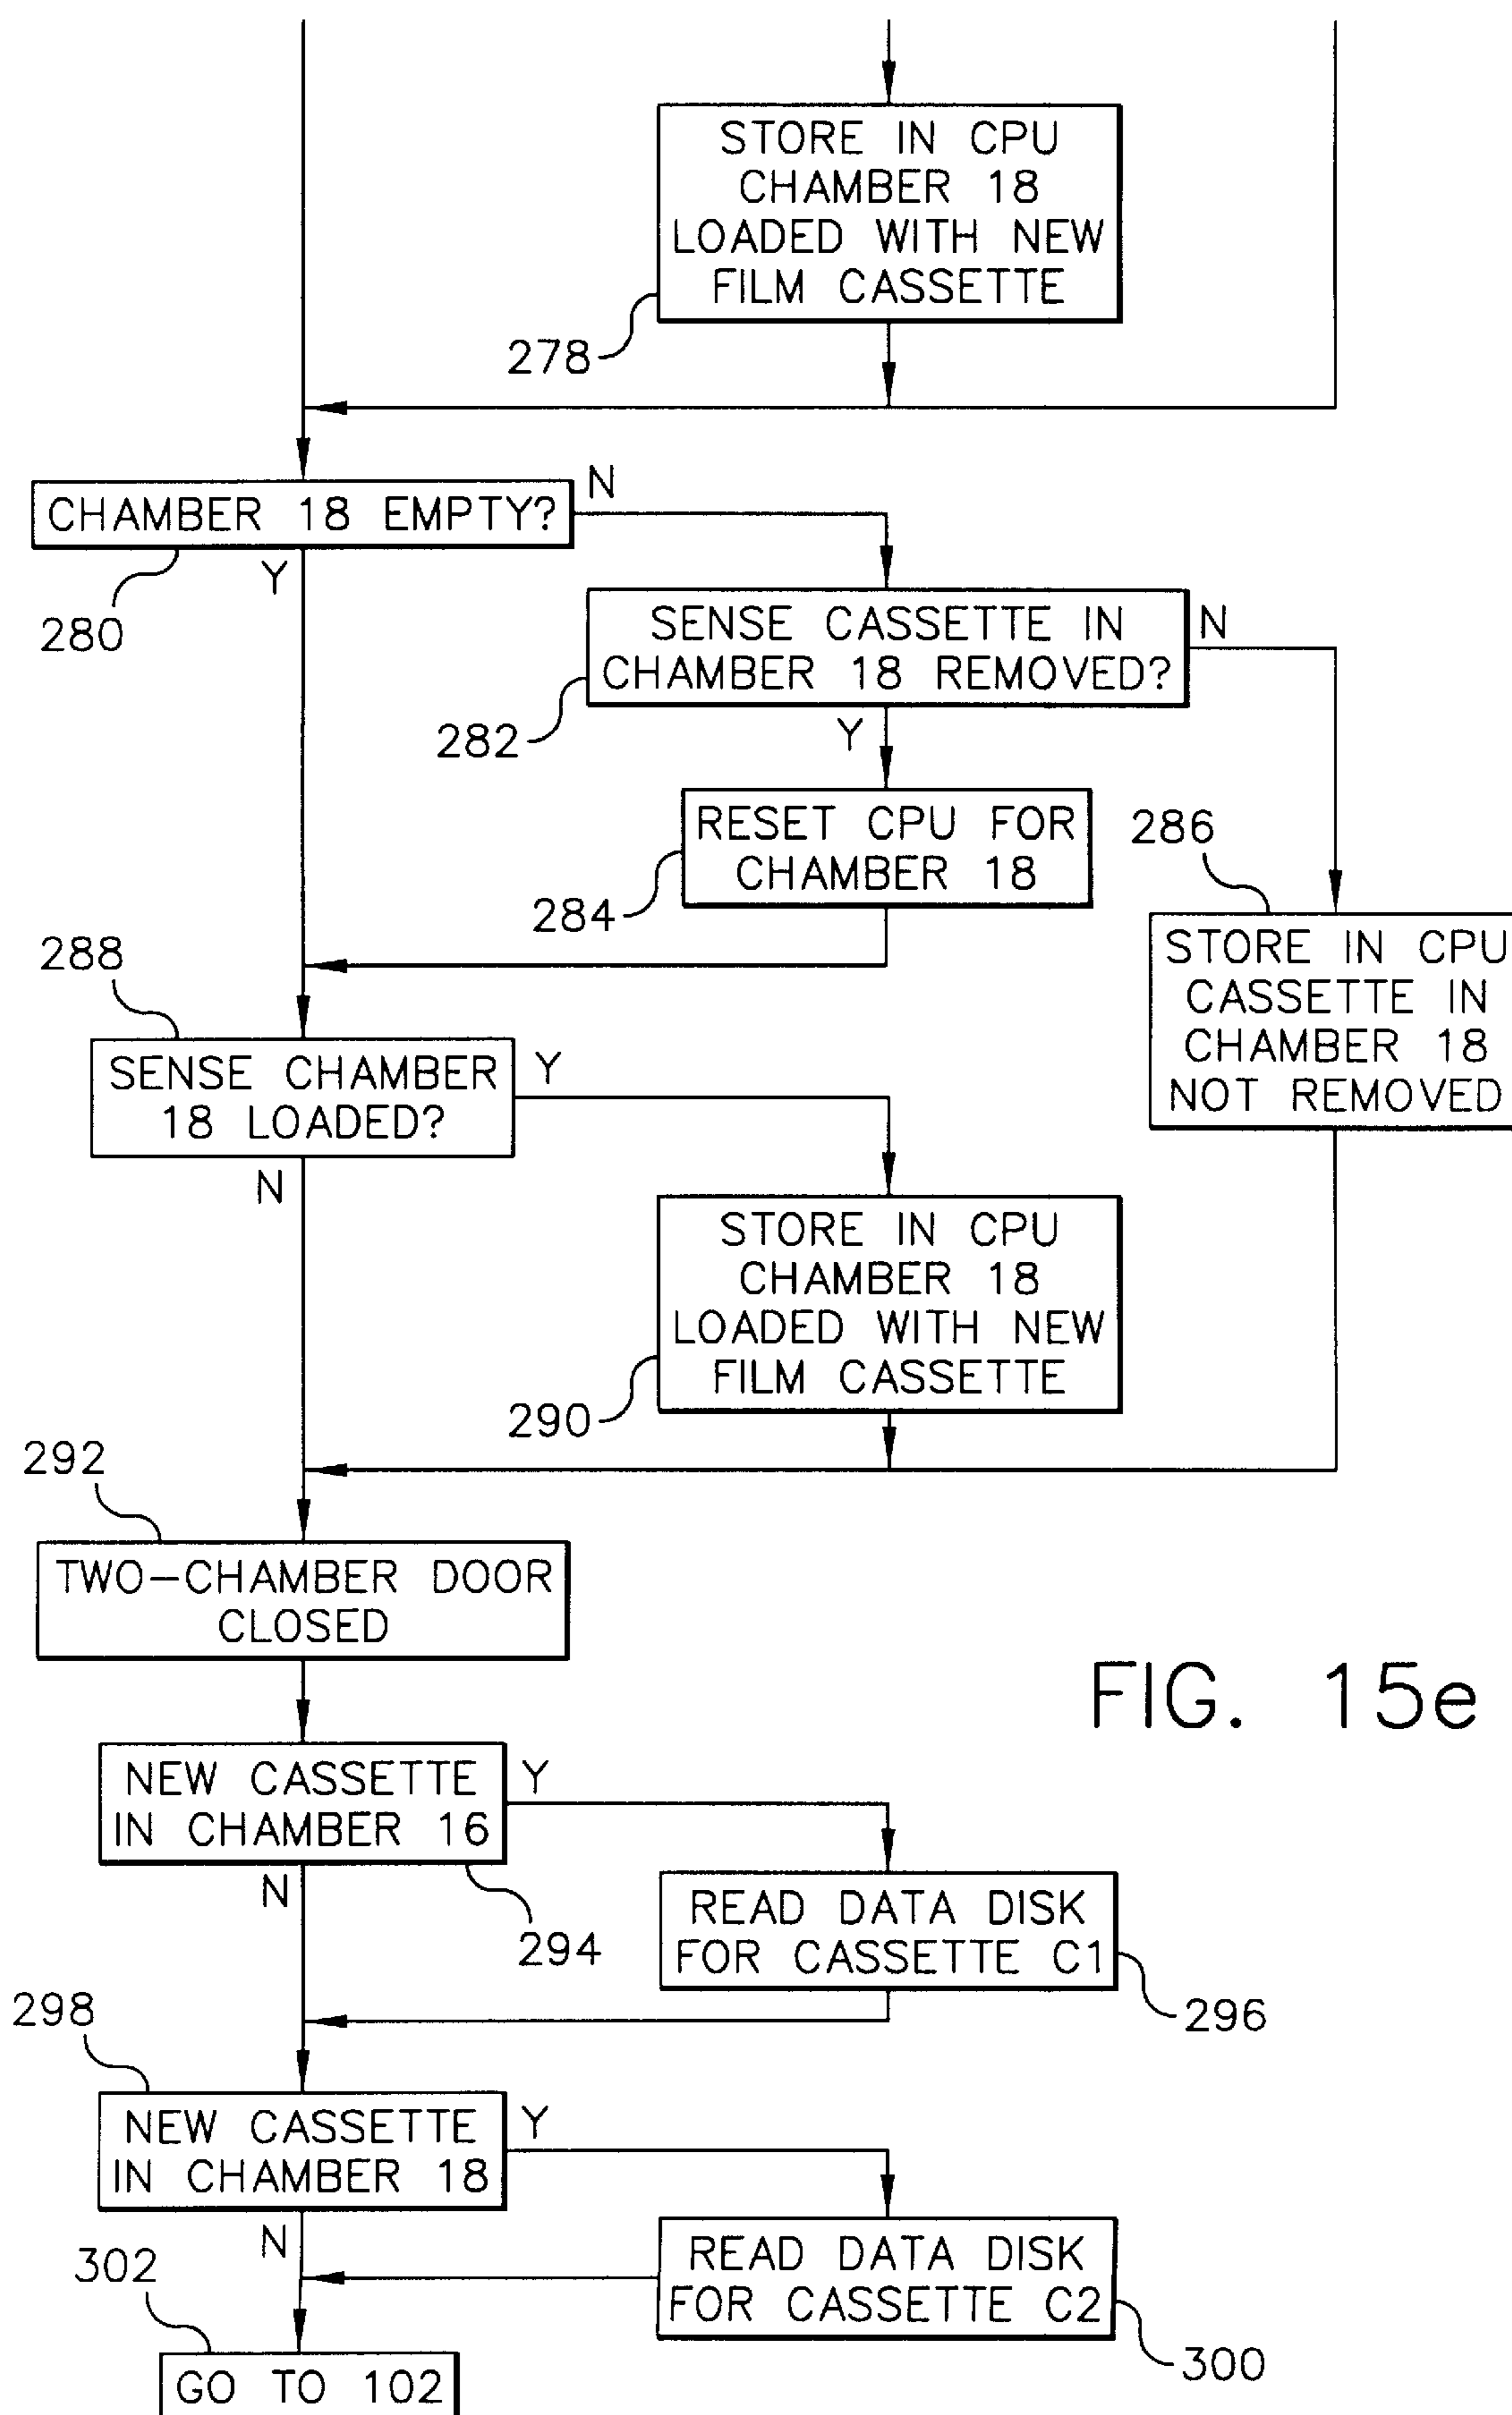 STORE IN CPU
CHAMBER 18
LOADED WITH NEW
FILM CASSETTE
278
CHAMBER 18 EMPTY?
N
Y
280
SENSE CASSETTE IN
CHAMBER 18 REMOVED?
N
282
Y
RESET CPU FOR
CHAMBER 18
284
286
STORE IN CPU
CASSETTE IN
CHAMBER 18
NOT REMOVED
288
SENSE CHAMBER
18 LOADED?
Y
N
STORE IN CPU
CHAMBER 18
LOADED WITH NEW
FILM CASSETTE
290
292
TWO-CHAMBER DOOR
CLOSED
FIG. 15e
NEW CASSETTE
IN CHAMBER 16
Y
N
294
READ DATA DISK
FOR CASSETTE C1
296
298
NEW CASSETTE
IN CHAMBER 18
Y
N
READ DATA DISK
FOR CASSETTE C2
300
302
GO TO 102